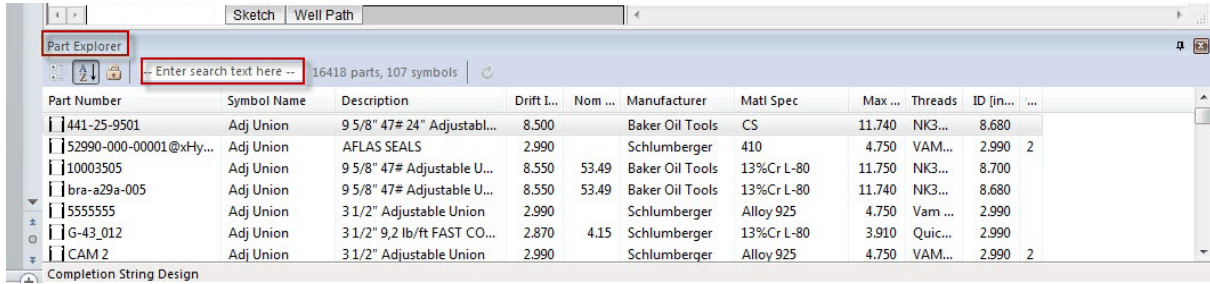 Sketch Well Path
Part Explorer
-- Enter search text here -- 16418 parts, 107 symbols
Part Number Symbol Name Description Drift I... Nom ... Manufacturer Matl Spec Max ... Threads ID [in... ...
441-25-9501 Adj Union 9 5/8" 47# 24" Adjustabl... 8.500 Baker Oil Tools CS 11.740 NK3... 8.680
52990-000-00001@xHy... Adj Union AFLAS SEALS 2.990 Schlumberger 410 4.750 VAM... 2.990 2
10003505 Adj Union 9 5/8" 47# Adjustable U... 8.550 53.49 Baker Oil Tools 13%Cr L-80 11.750 NK3... 8.700
bra-a29a-005 Adj Union 9 5/8" 47# Adjustable U... 8.550 53.49 Baker Oil Tools 13%Cr L-80 11.740 NK3... 8.680
5555555 Adj Union 3 1/2" Adjustable Union 2.990 Schlumberger Alloy 925 4.750 Vam ... 2.990
G-43_012 Adj Union 3 1/2" 9,2 lb/ft FAST CO... 2.870 4.15 Schlumberger 13%Cr L-80 3.910 Quic... 2.990
CAM 2 Adj Union 3 1/2" Adjustable Union 2.990 Schlumberger Alloy 925 4.750 VAM... 2.990 2
Completion String Design